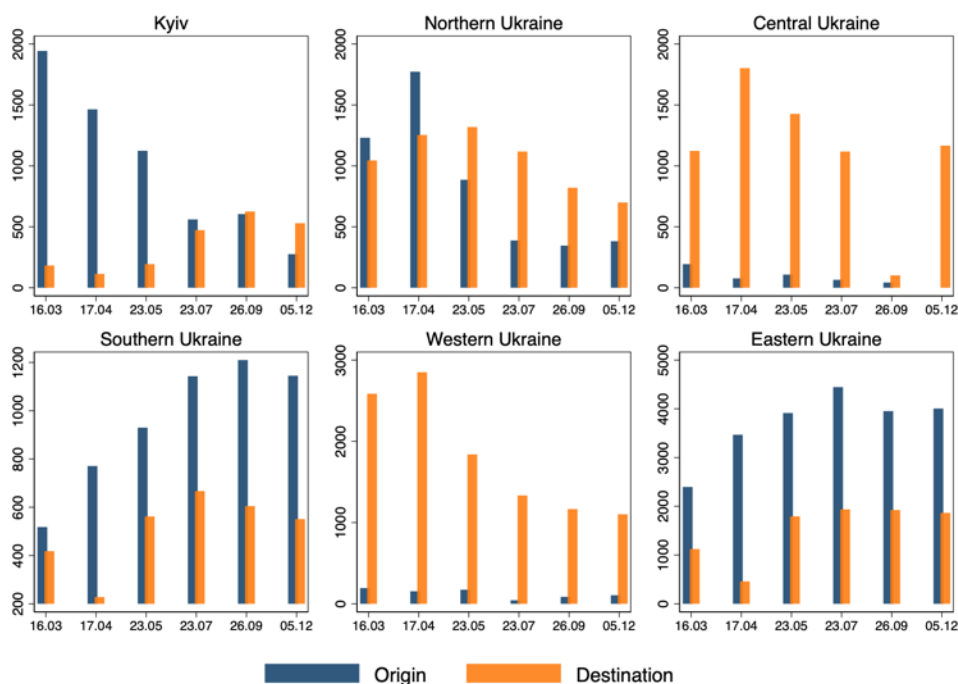 Kyiv
0 500 1000 1500 2000
16.03 17.04 23.05 23.07 26.09 05.12
Northern Ukraine
0 500 1000 1500 2000
16.03 17.04 23.05 23.07 26.09 05.12
Central Ukraine
0 500 1000 1500 2000
16.03 17.04 23.05 23.07 26.09 05.12
Southern Ukraine
200 400 600 800 1000 1200
16.03 17.04 23.05 23.07 26.09 05.12
Western Ukraine
0 1000 2000 3000
16.03 17.04 23.05 23.07 26.09 05.12
Eastern Ukraine
0 1000 2000 3000 4000 5000
16.03 17.04 23.05 23.07 26.09 05.12
Origin Destination